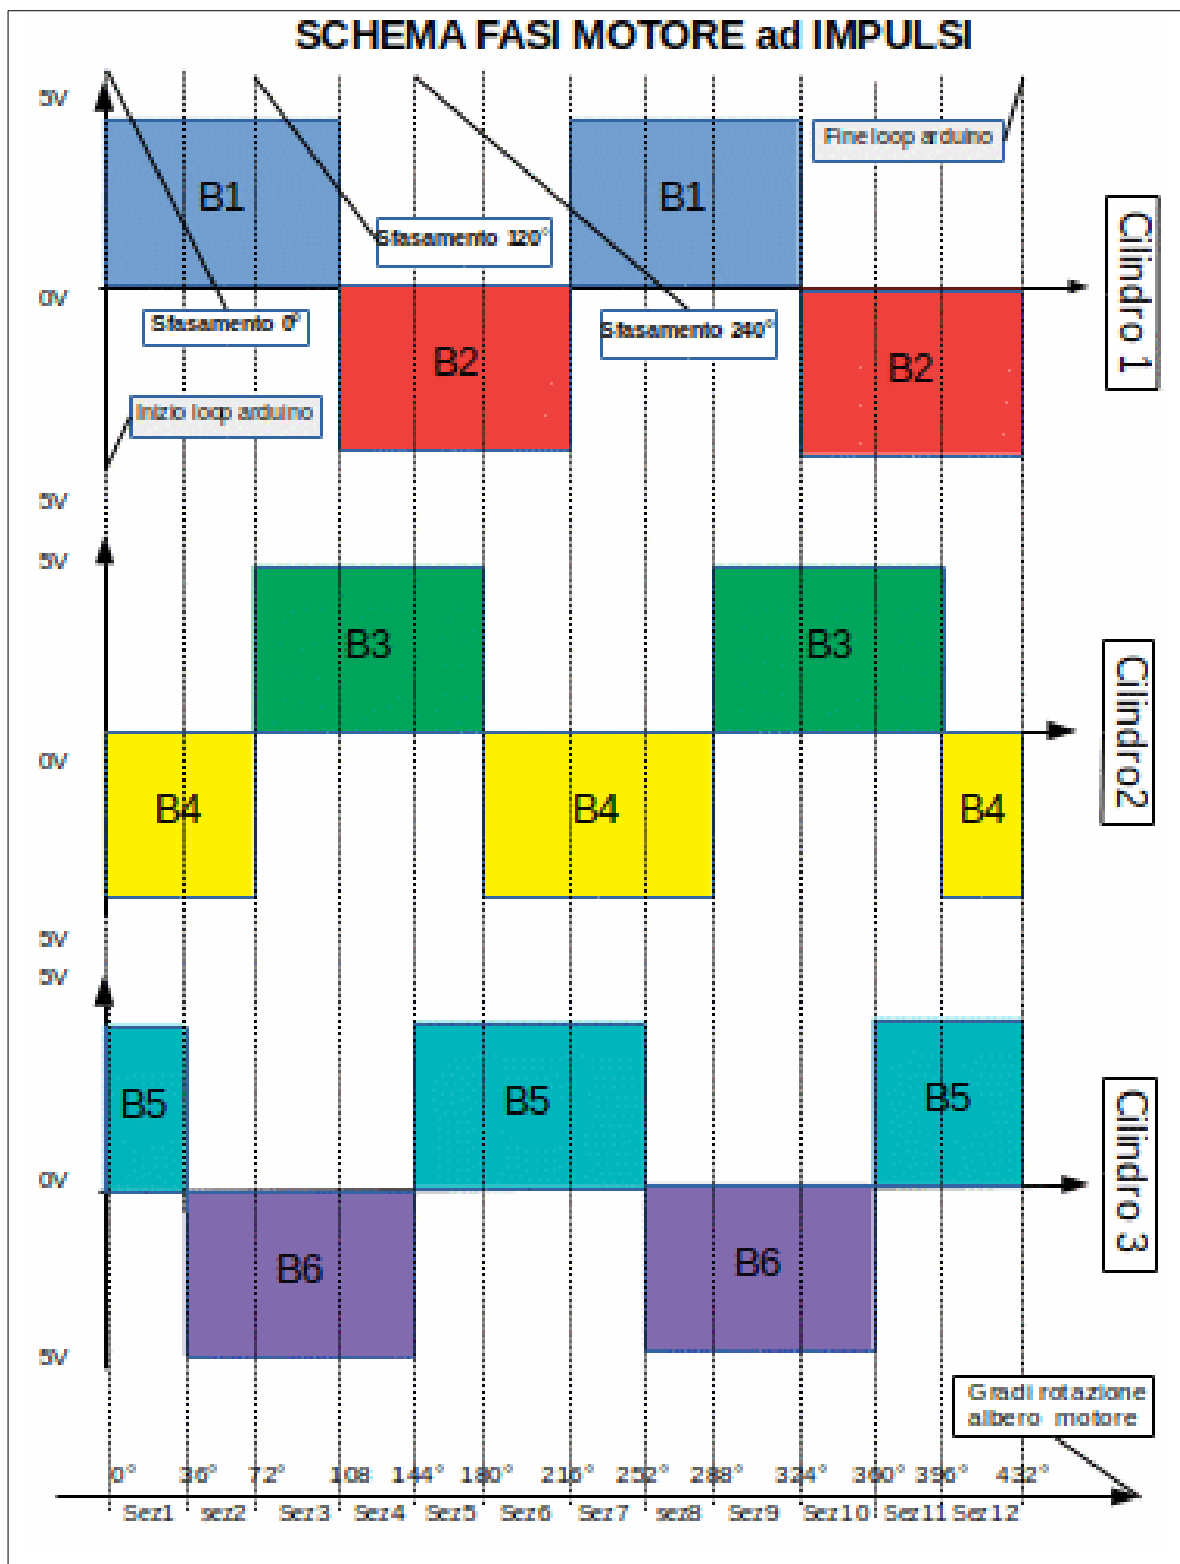 SCHEMA FASI MOTORE ad IMPULSI
5V
Fine loop arduino
B1
B1
Sfasamento 120°
Cilindro 1
0V
Sfasamento 0°
Sfasamento 240°
B2
B2
Inizio loop arduino
5V
5V
B3
B3
Cilindro2
0V
B4
B4
B4
5V
5V
B5
B5
B5
Cilindro 3
0V
B6
B6
5V
Gradi rotazione
albero motore
0° 36° 72° 108 144° 180° 216° 252° 288° 324° 360° 396° 432°
Sez1 sez2 Sez3 Sez4 Sez5 Sez6 Sez7 sez8 Sez9 Sez10 Sez11 Sez12